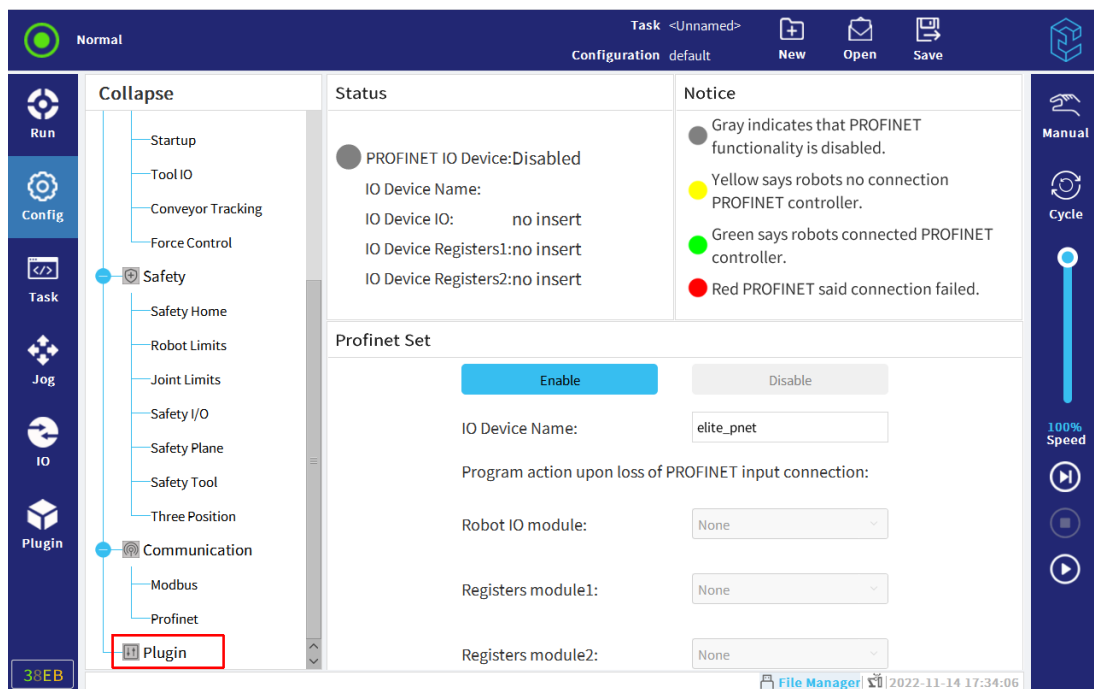 Normal
Task <Unnamed>
Configuration default
New
Open
Save
Run
Config
Task
Jog
IO
Plugin
38EB
Collapse
Startup
Tool IO
Conveyor Tracking
Force Control
Safety
Safety Home
Robot Limits
Joint Limits
Safety I/O
Safety Plane
Safety Tool
Three Position
Communication
Modbus
Profinet
Plugin
Status
PROFINET IO Device:Disabled
IO Device Name:
IO Device IO: no insert
IO Device Registers1:no insert
IO Device Registers2:no insert
Notice
Gray indicates that PROFINET
functionality is disabled.
Yellow says robots no connection
PROFINET controller.
Green says robots connected PROFINET
controller.
Red PROFINET said connection failed.
Profinet Set
Enable Disable
IO Device Name: elite_pnet
Program action upon loss of PROFINET input connection:
Robot IO module: None
Registers module1: None
Registers module2: None
File Manager 2022-11-14 17:34:06
Manual
Cycle
100%
Speed